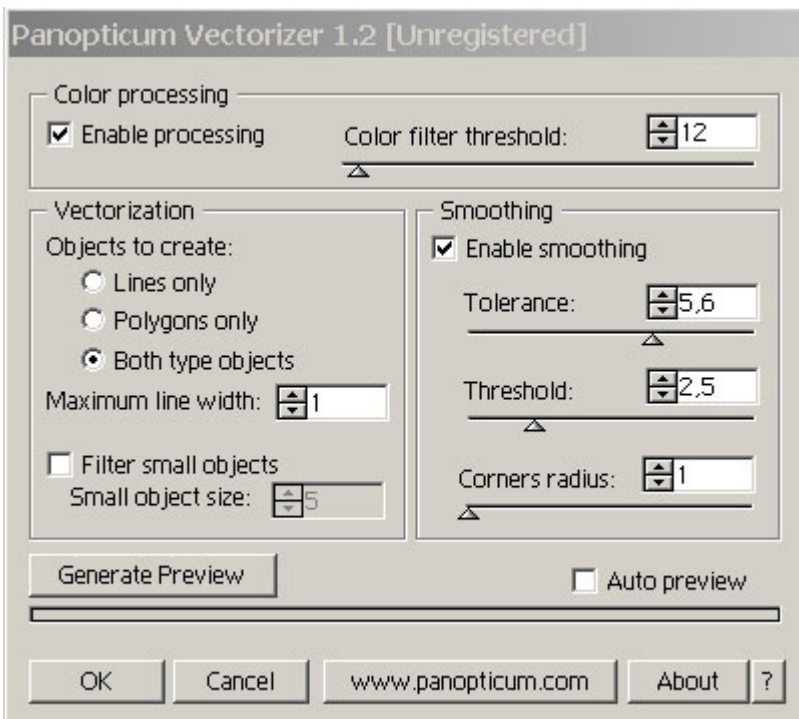 Panopticum Vectorizer 1.2 [Unregistered]
Color processing
Enable processing
Color filter threshold:
12
Vectorization
Objects to create:
Lines only
Polygons only
Both type objects
Maximum line width:
1
Filter small objects
Small object size:
5
Smoothing
Enable smoothing
Tolerance:
5,6
Threshold:
2,5
Corners radius:
1
Generate Preview
Auto preview
OK
Cancel
www.panopticum.com
About
?